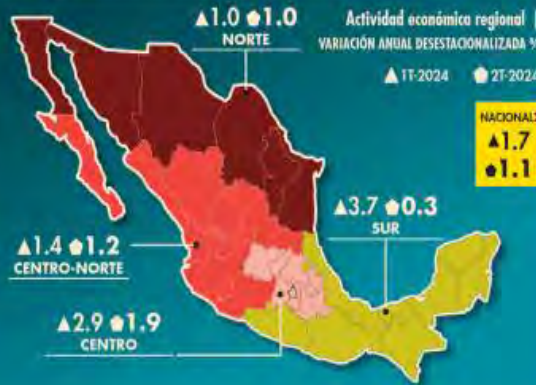 Actividad económica regional
VARIACIÓN ANUAL DESESTACIONALIZADA %
▲ 1T-2024 ⬟ 2T-2024
▲1.0 ⬟1.0
NORTE
NACIONAL
▲1.7
⬟1.1
▲3.7 ⬟0.3
SUR
▲1.4 ⬟1.2
CENTRO-NORTE
▲2.9 ⬟1.9
CENTRO